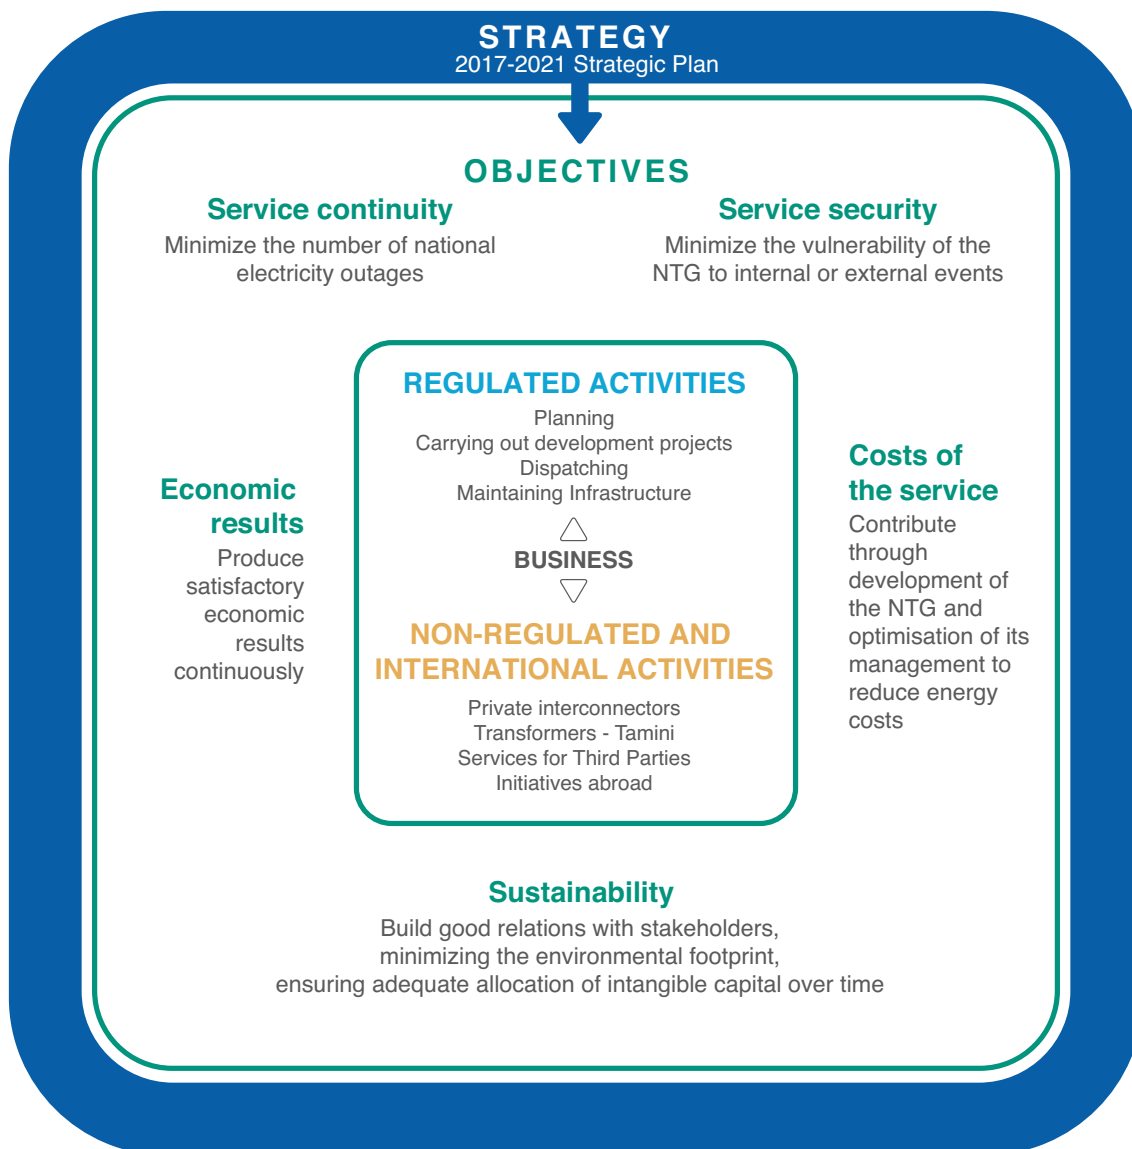 STRATEGY
2017-2021 Strategic Plan
OBJECTIVES
Service continuity
Minimize the number of national
electricity outages
Service security
Minimize the vulnerability of the
NTG to internal or external events
REGULATED ACTIVITIES
Planning
Carrying out development projects
Dispatching
Maintaining Infrastructure
BUSINESS
NON-REGULATED AND
INTERNATIONAL ACTIVITIES
Private interconnectors
Transformers - Tamini
Services for Third Parties
Initiatives abroad
Economic
results
Produce
satisfactory
economic
results
continuously
Costs of
the service
Contribute
through
development of
the NTG and
optimisation of its
management to
reduce energy
costs
Sustainability
Build good relations with stakeholders,
minimizing the environmental footprint,
ensuring adequate allocation of intangible capital over time